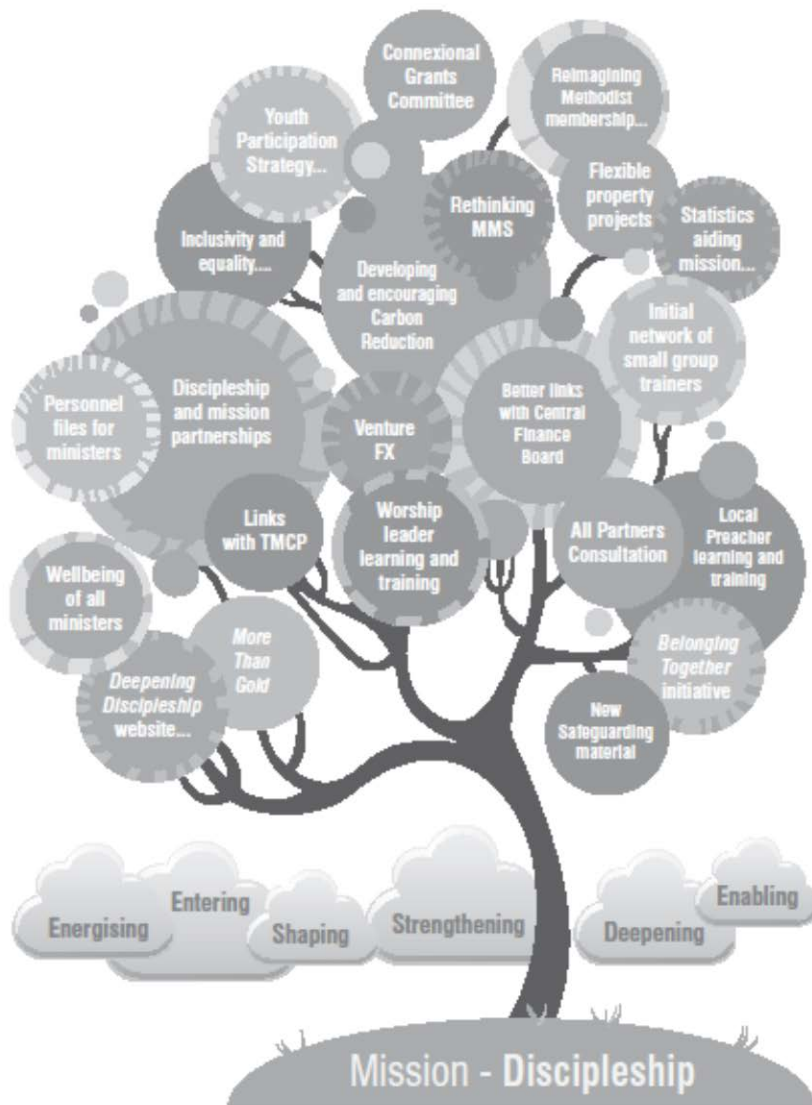 Connexional
Grants
Committee
Reimagining
Methodist
membership...
Youth
Participation
Strategy...
Flexible
property
projects
Rethinking
MMS
Statistics
aiding
mission...
Inclusivity and
equality....
Developing
and encouraging
Carbon
Reduction
Initial
network of
small group
trainers
Discipleship
and mission
partnerships
Personnel
files for
ministers
Venture
FX
Better links
with Central
Finance
Board
Links
with TMCP
Worship
leader
learning and
training
All Partners
Consultation
Local
Preacher
learning and
training
Wellbeing
of all
ministers
More
Than
Gold
Belonging
Together
initiative
Deepening
Discipleship
website...
New
Safeguarding
material
Energising
Entering
Shaping
Strengthening
Deepening
Enabling
Mission - Discipleship